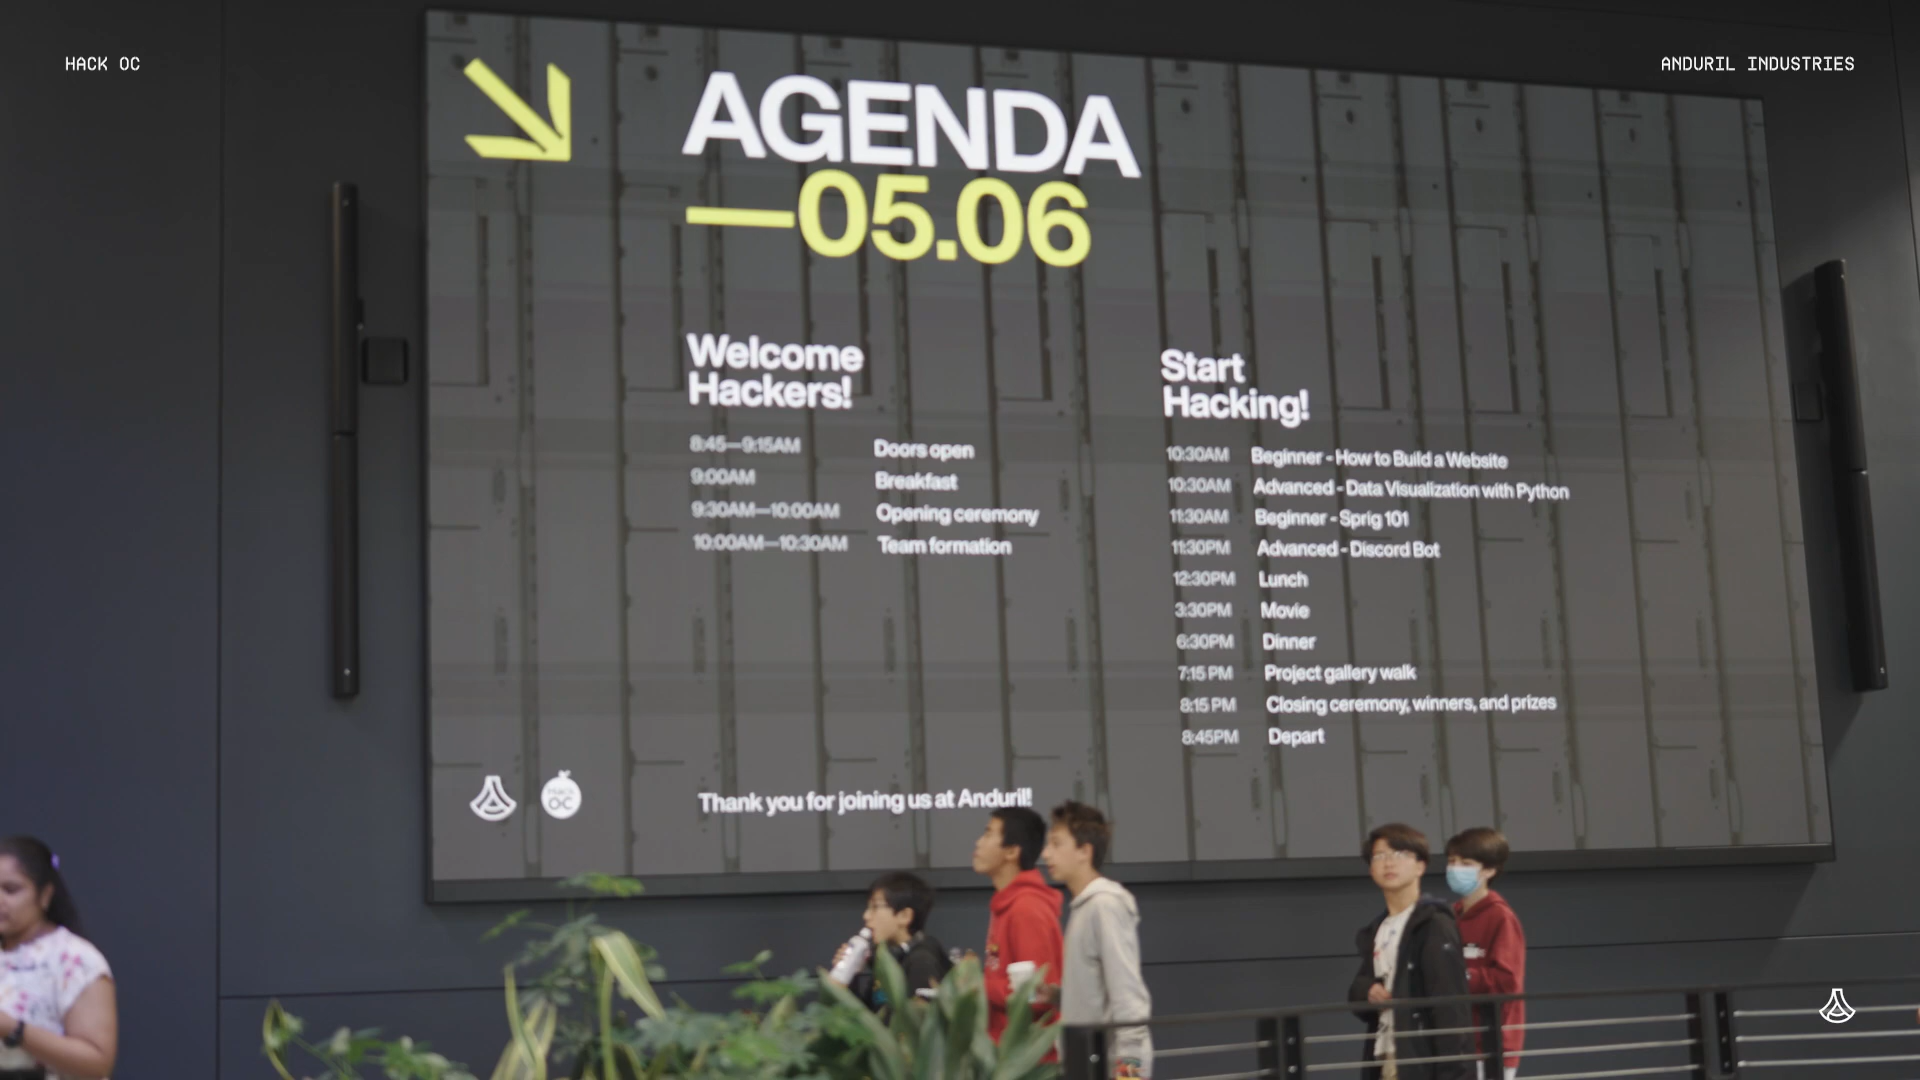 HACK OC
ANDURIL INDUSTRIES
AGENDA
—05.06
Welcome
Hackers!
8:45—9:15AM Doors open
9:00AM Breakfast
9:30AM—10:00AM Opening ceremony
10:00AM—10:30AM Team formation
Start
Hacking!
10:30AM Beginner - How to Build a Website
10:30AM Advanced - Data Visualization with Python
11:30AM Beginner - Sprig 101
11:30PM Advanced - Discord Bot
12:30PM Lunch
3:30PM Movie
6:30PM Dinner
7:15 PM Project gallery walk
8:15 PM Closing ceremony, winners, and prizes
8:45PM Depart
HACK
OC
Thank you for joining us at Anduril!